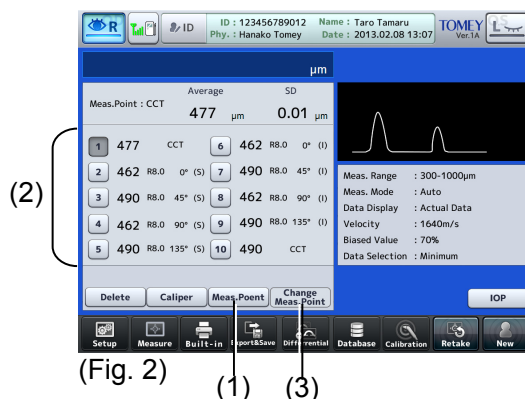 R ID ID : 123456789012 Name : Taro Tamaru TOMEY L
Phy. : Hanako Tomey Date : 2013.02.08 13:07 Ver.1A
µm
Average SD
Meas.Point : CCT 477 µm 0.01 µm
1 477 CCT 6 462 R8.0 0° (I)
2 462 R8.0 0° (S) 7 490 R8.0 45° (I)
3 490 R8.0 45° (S) 8 462 R8.0 90° (I)
4 462 R8.0 90° (S) 9 490 R8.0 135° (I)
5 490 R8.0 135° (S) 10 490 CCT
(2)
Meas. Range : 300-1000µm
Meas. Mode : Auto
Data Display : Actual Data
Velocity : 1640m/s
Biased Value : 70%
Data Selection : Minimum
Delete Caliper Meas.Poent Change Meas.Point IOP
Setup Measure Built-in Export&Save Differential Database Calibration Retake New
(Fig. 2)
(1) (3)